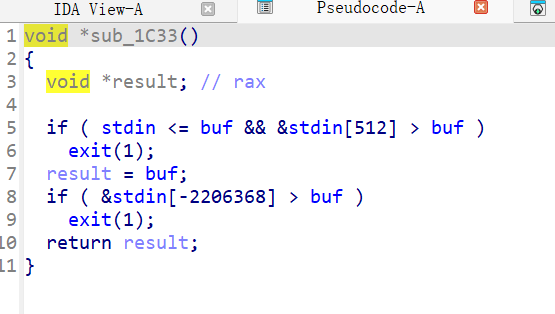 IDA View-A Pseudocode-A
1 void *sub_1C33()
2 {
3 void *result; // rax
4
5 if ( stdin <= buf && &stdin[512] > buf )
6 exit(1);
7 result = buf;
8 if ( &stdin[-2206368] > buf )
9 exit(1);
10 return result;
11 }